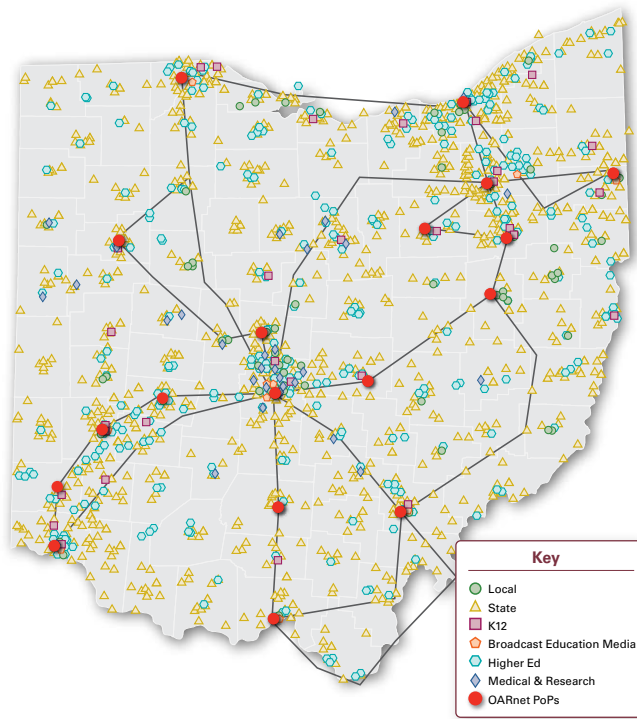 Key
Local
State
K12
Broadcast Education Media
Higher Ed
Medical & Research
OARnet PoPs